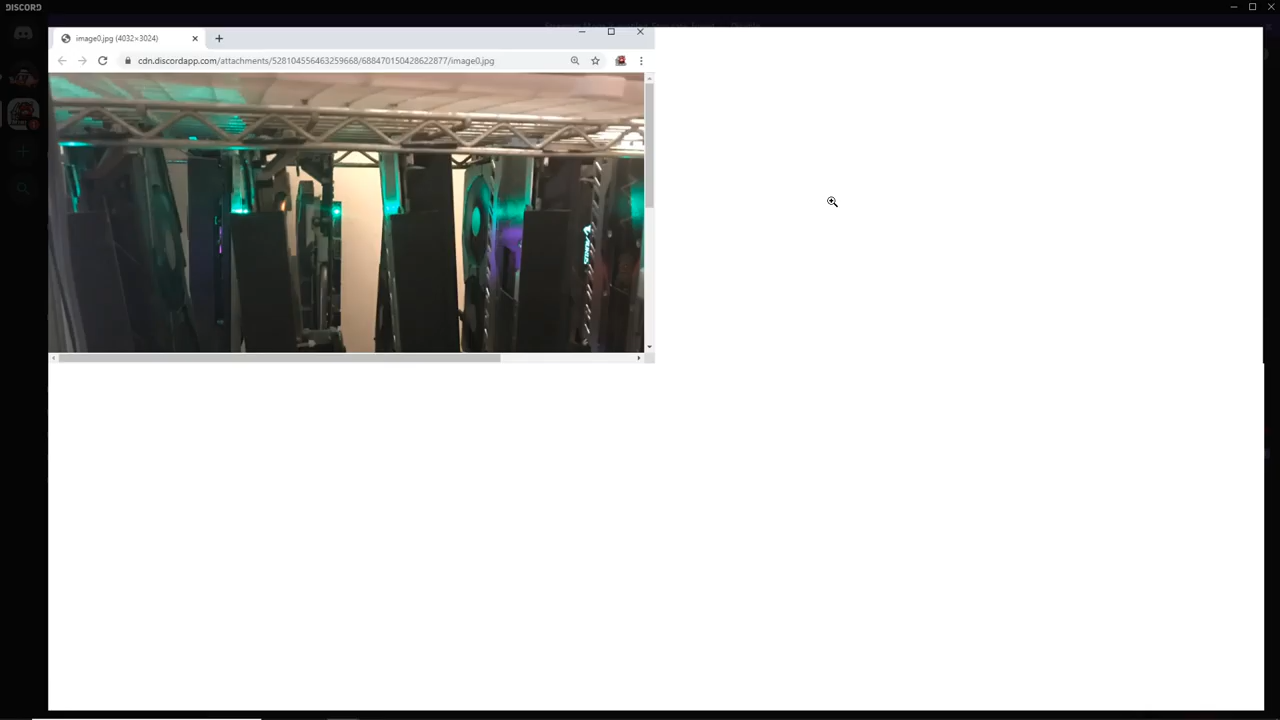 DISCORD
image0.jpg (4032×3024)
cdn.discordapp.com/attachments/528104556463259668/688470150428622877/image0.jpg